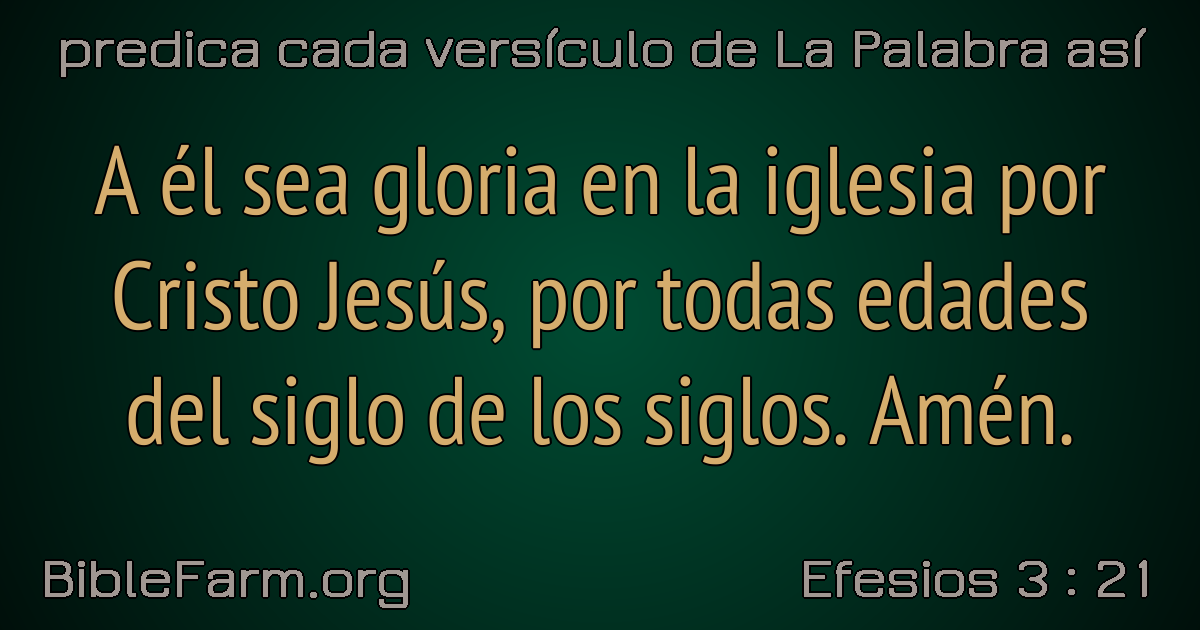 predica cada versículo de La Palabra así
A él sea gloria en la iglesia por
Cristo Jesús, por todas edades
del siglo de los siglos. Amén.
BibleFarm.org
Efesios 3 : 21